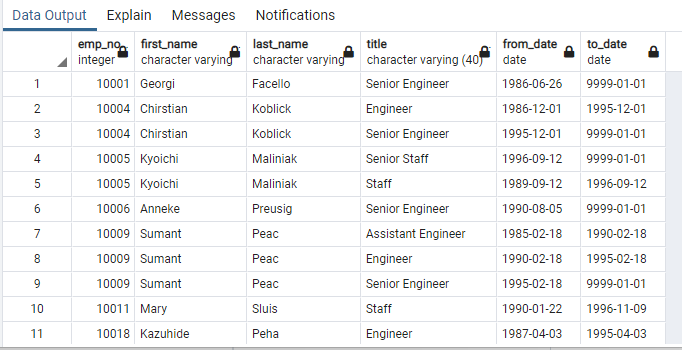 Data Output Explain Messages Notifications
emp_no first_name last_name title from_date to_date
integer character varying character varying character varying (40) date date
1 10001 Georgi Facello Senior Engineer 1986-06-26 9999-01-01
2 10004 Chirstian Koblick Engineer 1986-12-01 1995-12-01
3 10004 Chirstian Koblick Senior Engineer 1995-12-01 9999-01-01
4 10005 Kyoichi Maliniak Senior Staff 1996-09-12 9999-01-01
5 10005 Kyoichi Maliniak Staff 1989-09-12 1996-09-12
6 10006 Anneke Preusig Senior Engineer 1990-08-05 9999-01-01
7 10009 Sumant Peac Assistant Engineer 1985-02-18 1990-02-18
8 10009 Sumant Peac Engineer 1990-02-18 1995-02-18
9 10009 Sumant Peac Senior Engineer 1995-02-18 9999-01-01
10 10011 Mary Sluis Staff 1990-01-22 1996-11-09
11 10018 Kazuhide Peha Engineer 1987-04-03 1995-04-03